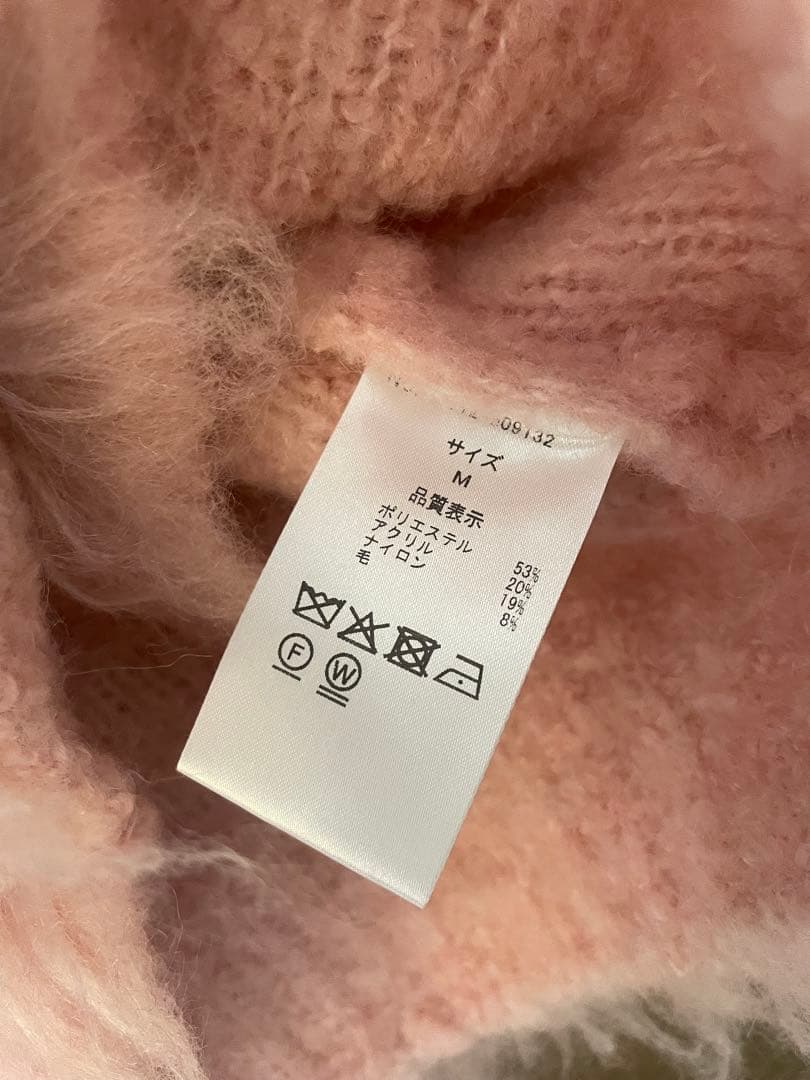 09132
サイズ
M
品質表示
ポリエステル 53%
アクリル 20%
ナイロン 19%
毛 8%
F
W